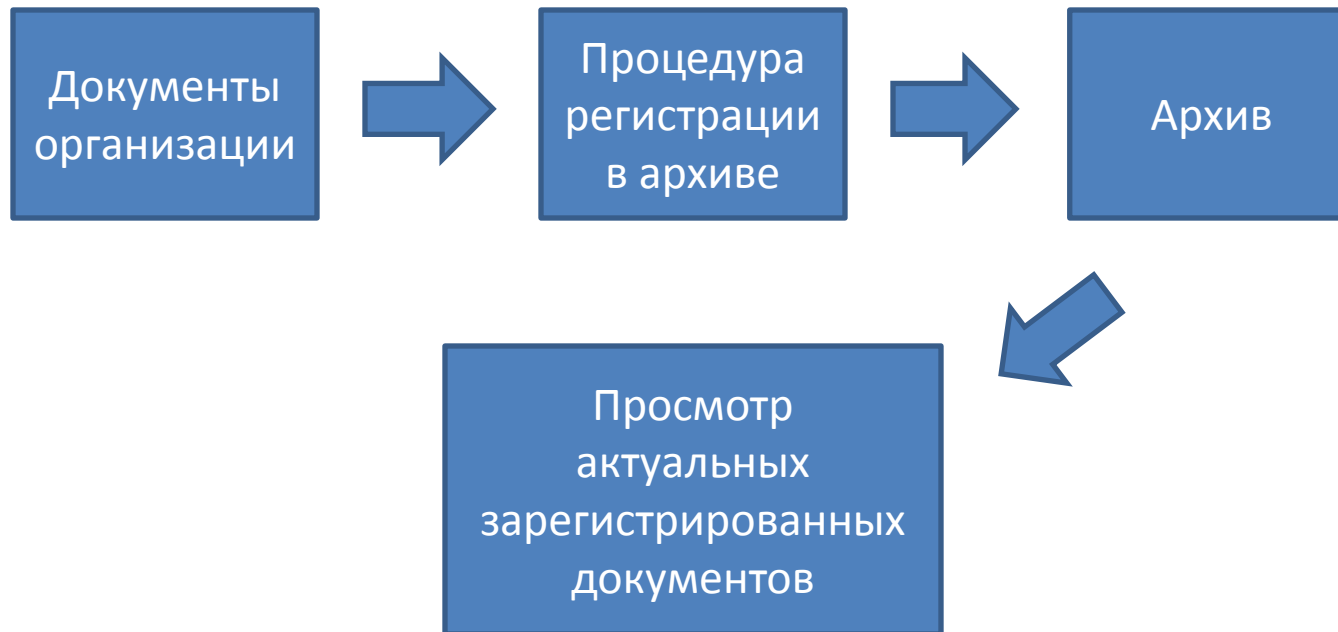 Документы
организации
Процедура
регистрации
в архиве
Архив
Просмотр
актуальных
зарегистрированных
документов